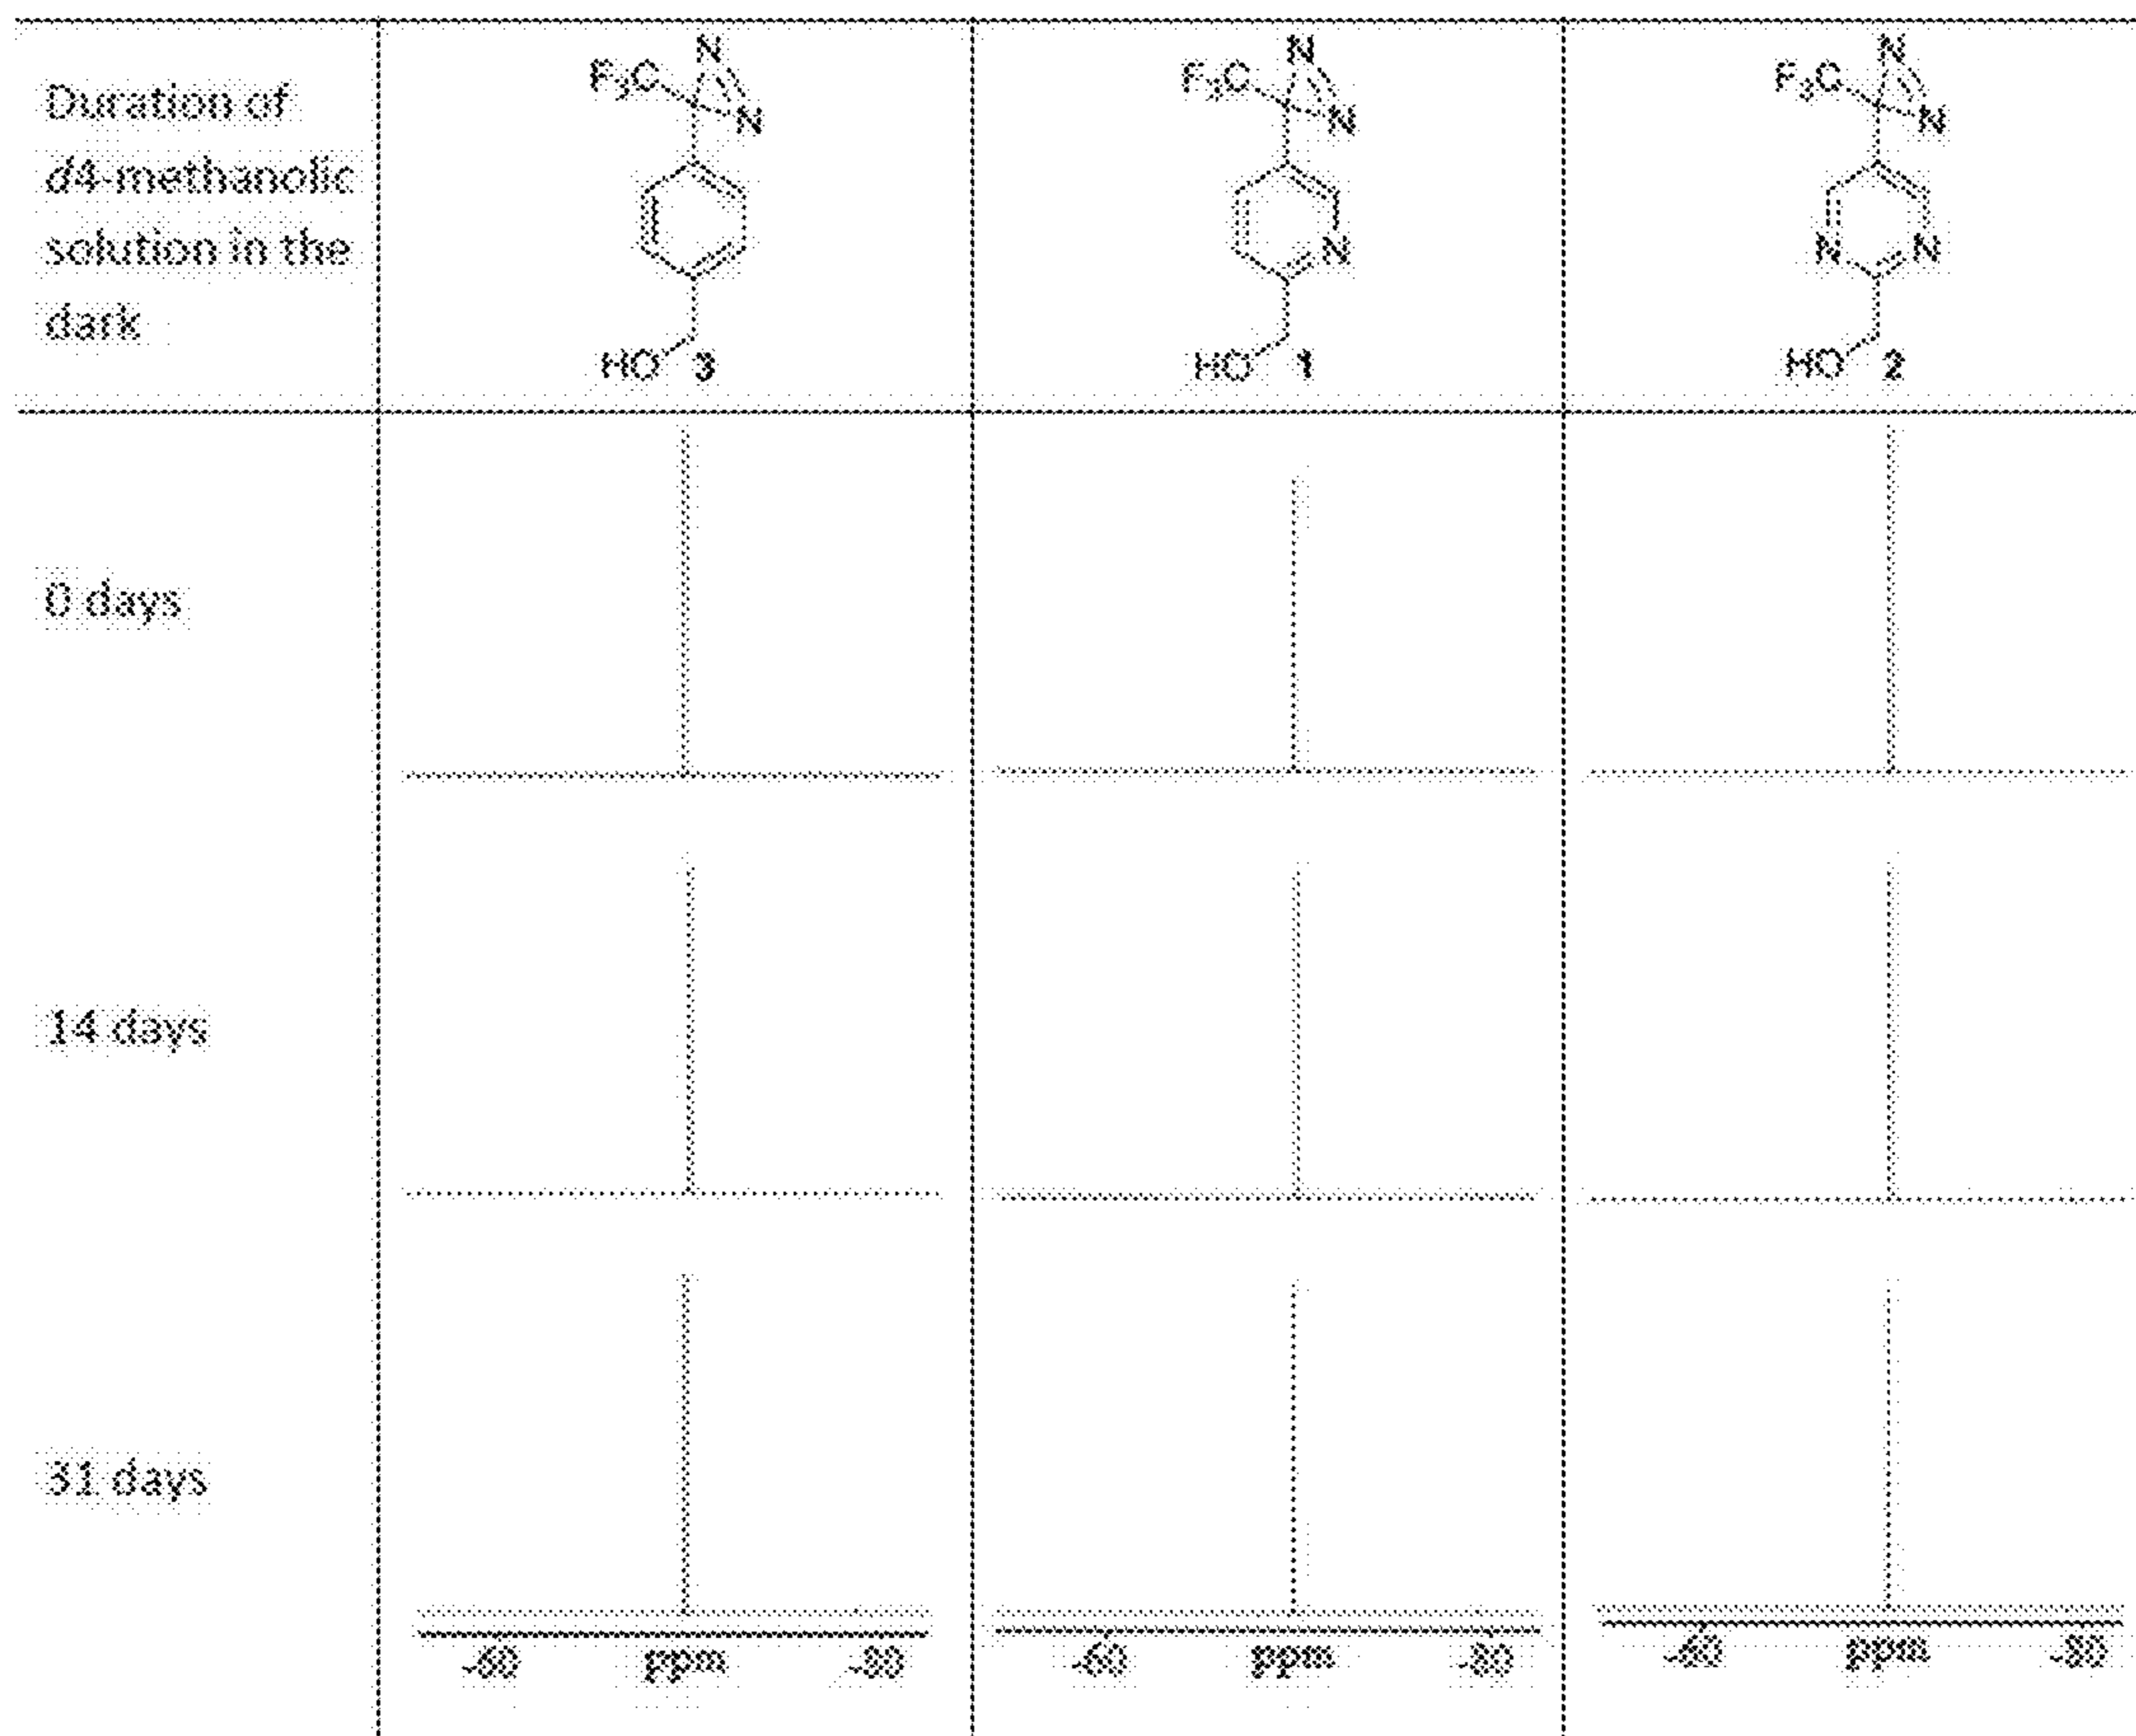 Duration of
d4-methanolic
solution in the
dark
F3C N
N
HO 3
F3C N
N
N
HO 1
F3C N
N
N N
HO 2
0 days
14 days
31 days
-60 ppm -80
-60 ppm -80
-60 ppm -80